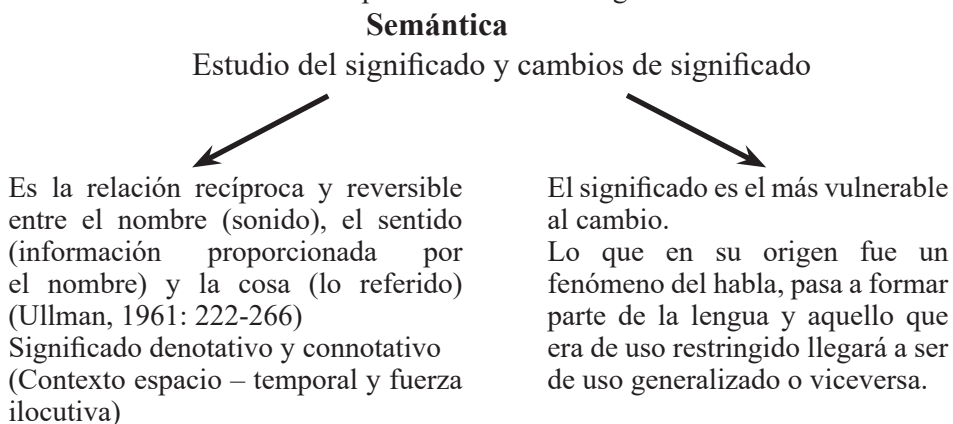 Semántica
Estudio del significado y cambios de significado
Es la relación recíproca y reversible
entre el nombre (sonido), el sentido
(información proporcionada por
el nombre) y la cosa (lo referido)
(Ullman, 1961: 222-266)
Significado denotativo y connotativo
(Contexto espacio – temporal y fuerza
ilocutiva)
El significado es el más vulnerable
al cambio.
Lo que en su origen fue un
fenómeno del habla, pasa a formar
parte de la lengua y aquello que
era de uso restringido llegará a ser
de uso generalizado o viceversa.